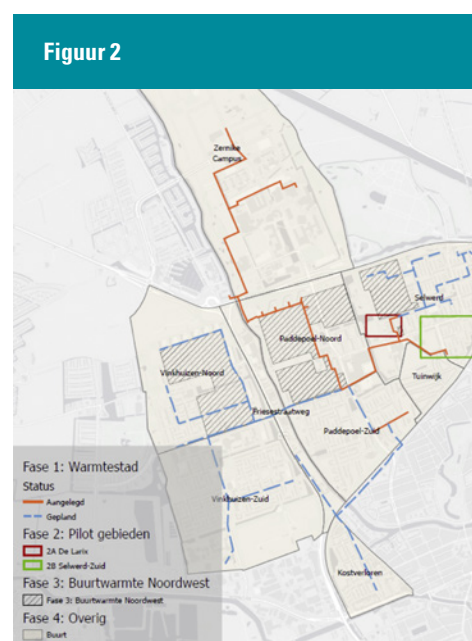 Figuur 2
Zernike
Campus
Selwerd
Paddepoel-Noord
Vinkhuizen-Noord
Tuinwijk
Friesestraatweg
Paddepoel-Zuid
Vinkhuizen-Zuid
Kostverloren
Fase 1: Warmtestad
Status
Aangelegd
Gepland
Fase 2: Pilot gebieden
2A De Larix
2B Selwerd-Zuid
Fase 3: Buurtwarmte Noordwest
Fase 3: Buurtwarmte Noordwest
Fase 4: Overig
Buurt